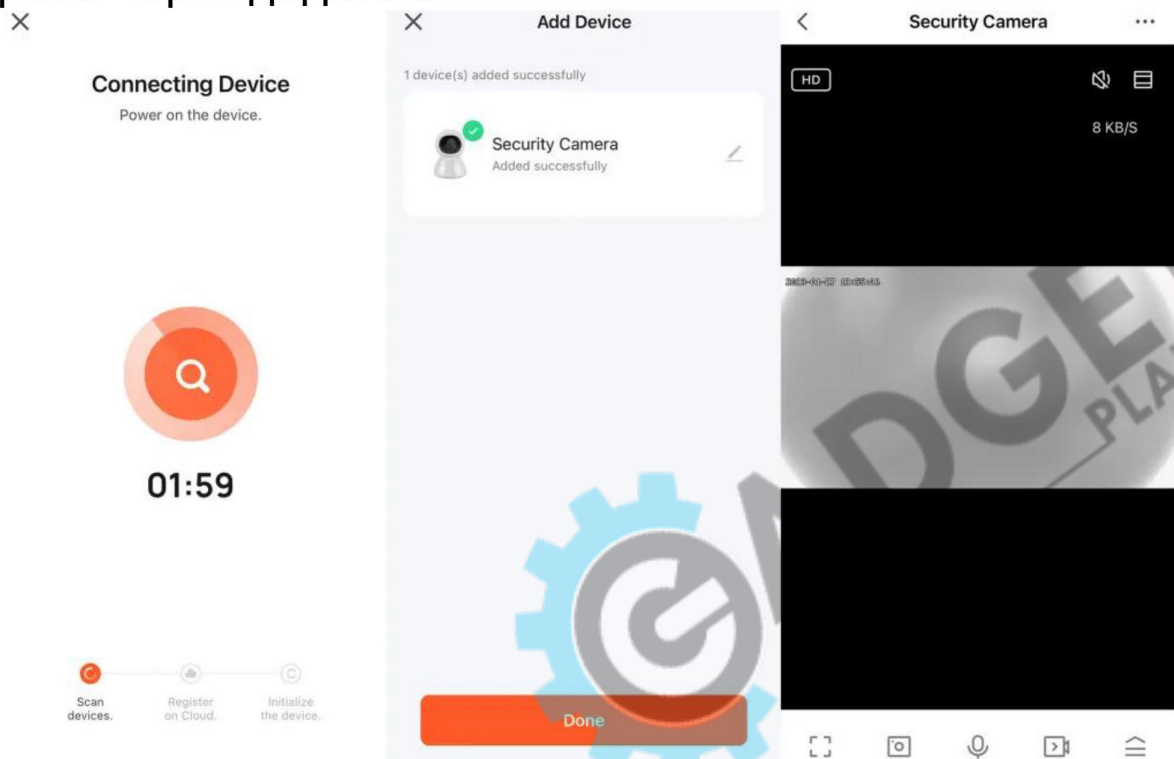 Connecting Device
Power on the device.
01:59
Scan devices.
Register on Cloud.
Initialize the device.
Add Device
1 device(s) added successfully
Security Camera
Added successfully
Done
Security Camera
HD
8 KB/S
GADGE
PLA